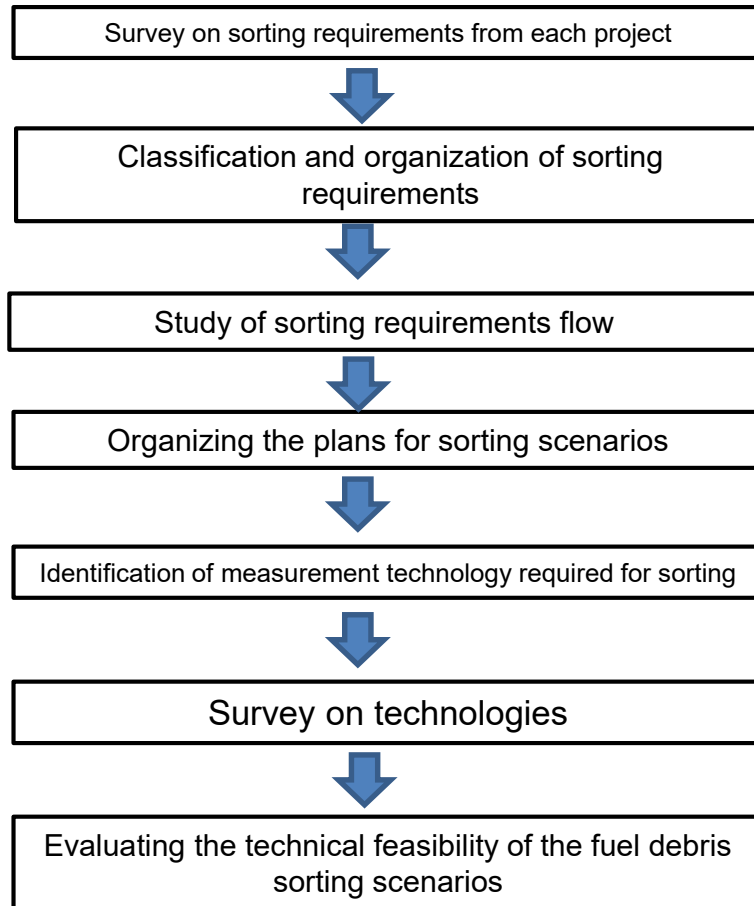 Survey on sorting requirements from each project
Classification and organization of sorting
requirements
Study of sorting requirements flow
Organizing the plans for sorting scenarios
Identification of measurement technology required for sorting
Survey on technologies
Evaluating the technical feasibility of the fuel debris
sorting scenarios